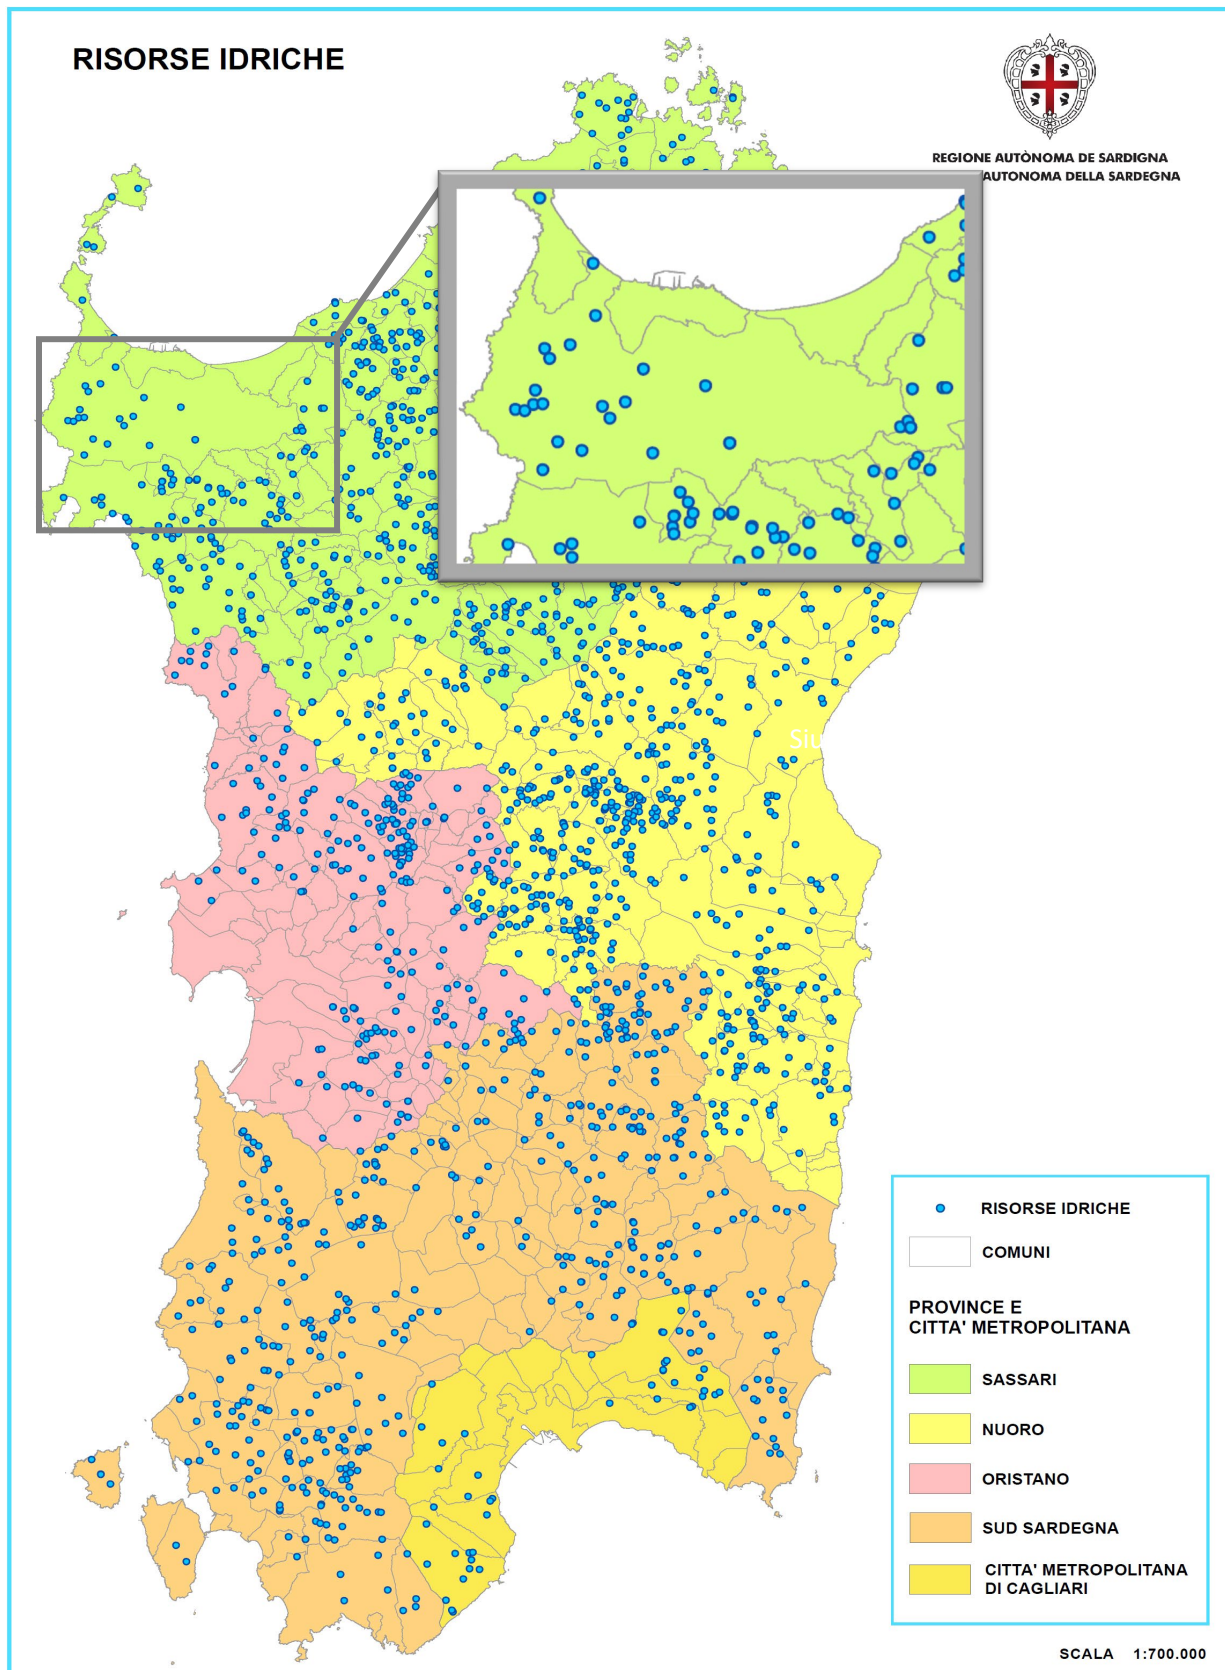 RISORSE IDRICHE
REGIONE AUTÒNOMA DE SARDIGNA
AUTONOMA DELLA SARDEGNA
Siu
RISORSE IDRICHE
COMUNI
PROVINCE E
CITTA' METROPOLITANA
SASSARI
NUORO
ORISTANO
SUD SARDEGNA
CITTA' METROPOLITANA
DI CAGLIARI
SCALA 1:700.000